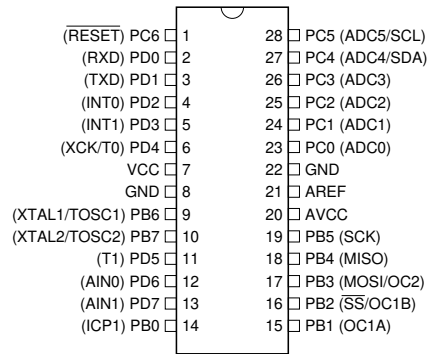 (RESET) PC6 1 28 PC5 (ADC5/SCL)
(RXD) PD0 2 27 PC4 (ADC4/SDA)
(TXD) PD1 3 26 PC3 (ADC3)
(INT0) PD2 4 25 PC2 (ADC2)
(INT1) PD3 5 24 PC1 (ADC1)
(XCK/T0) PD4 6 23 PC0 (ADC0)
VCC 7 22 GND
GND 8 21 AREF
(XTAL1/TOSC1) PB6 9 20 AVCC
(XTAL2/TOSC2) PB7 10 19 PB5 (SCK)
(T1) PD5 11 18 PB4 (MISO)
(AIN0) PD6 12 17 PB3 (MOSI/OC2)
(AIN1) PD7 13 16 PB2 (SS/OC1B)
(ICP1) PB0 14 15 PB1 (OC1A)